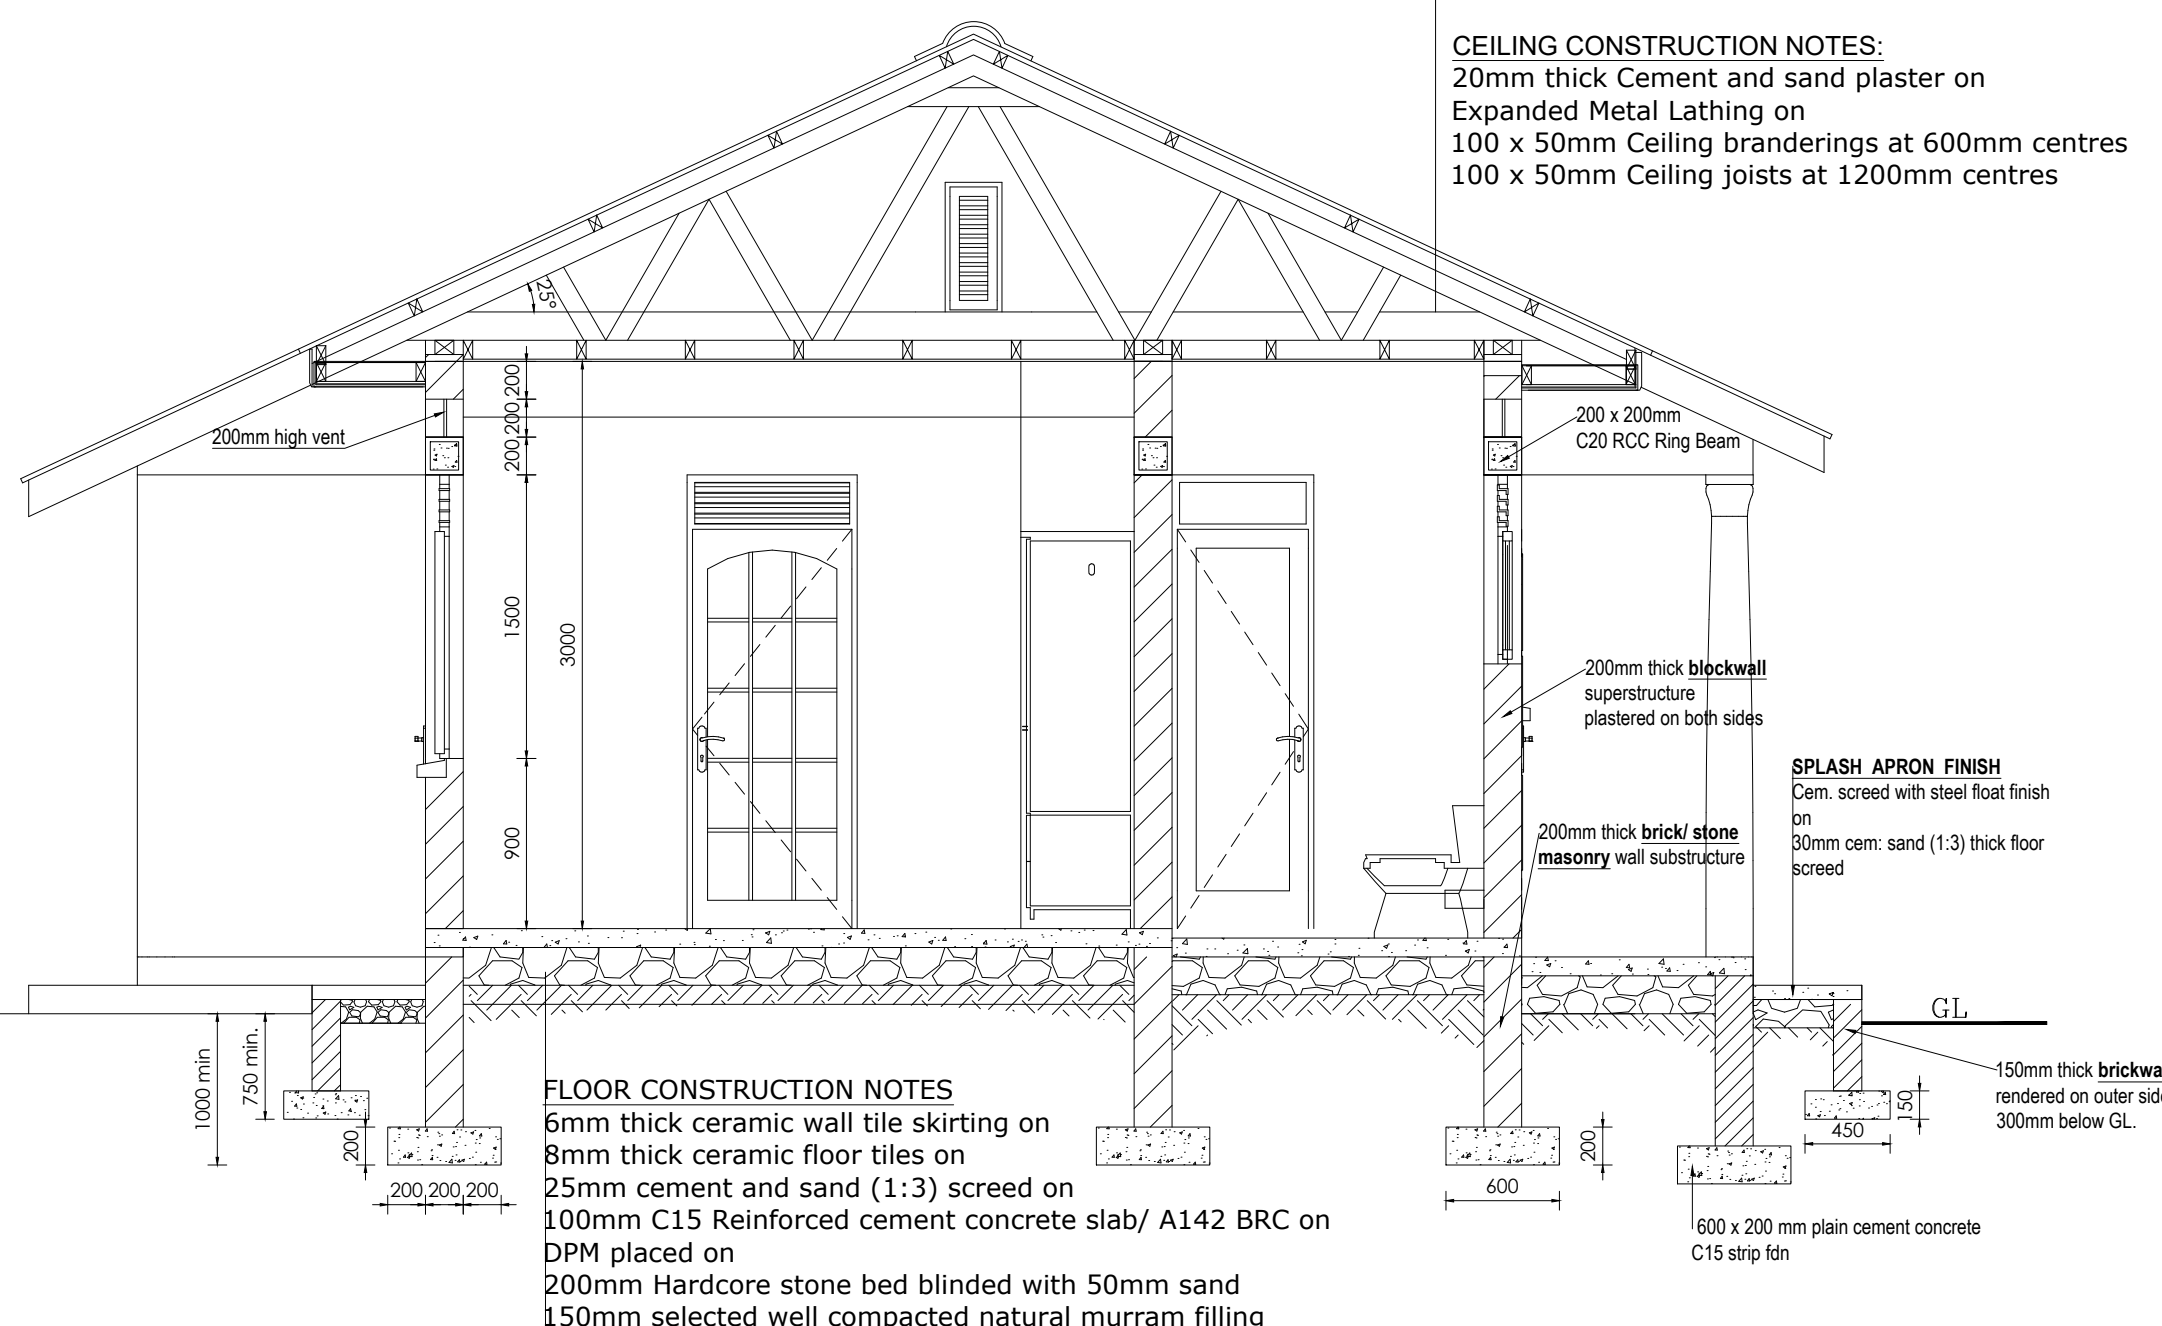 CEILING CONSTRUCTION NOTES:
20mm thick Cement and sand plaster on
Expanded Metal Lathing on
100 x 50mm Ceiling branderings at 600mm centres
100 x 50mm Ceiling joists at 1200mm centres
25°
200
200
200
200mm high vent
200 x 200mm
C20 RCC Ring Beam
1500
3000
900
200mm thick blockwall
superstructure
plastered on both sides
SPLASH APRON FINISH
Cem. screed with steel float finish
on
30mm cem: sand (1:3) thick floor
screed
200mm thick brick/ stone
masonry wall substructure
GL
1000 min
750 min.
200
200 200 200
600
200
450
150
150mm thick brickwa
rendered on outer side
300mm below GL.
600 x 200 mm plain cement concrete
C15 strip fdn
FLOOR CONSTRUCTION NOTES
6mm thick ceramic wall tile skirting on
8mm thick ceramic floor tiles on
25mm cement and sand (1:3) screed on
100mm C15 Reinforced cement concrete slab/ A142 BRC on
DPM placed on
200mm Hardcore stone bed blinded with 50mm sand
150mm selected well compacted natural murram filling